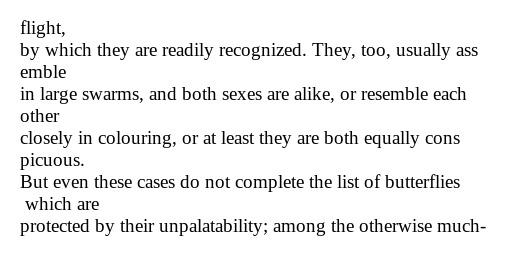 flight,
by which they are readily recognized. They, too, usually ass
emble
in large swarms, and both sexes are alike, or resemble each
other
closely in colouring, or at least they are both equally cons
picuous.
But even these cases do not complete the list of butterflies
which are
protected by their unpalatability; among the otherwise much-